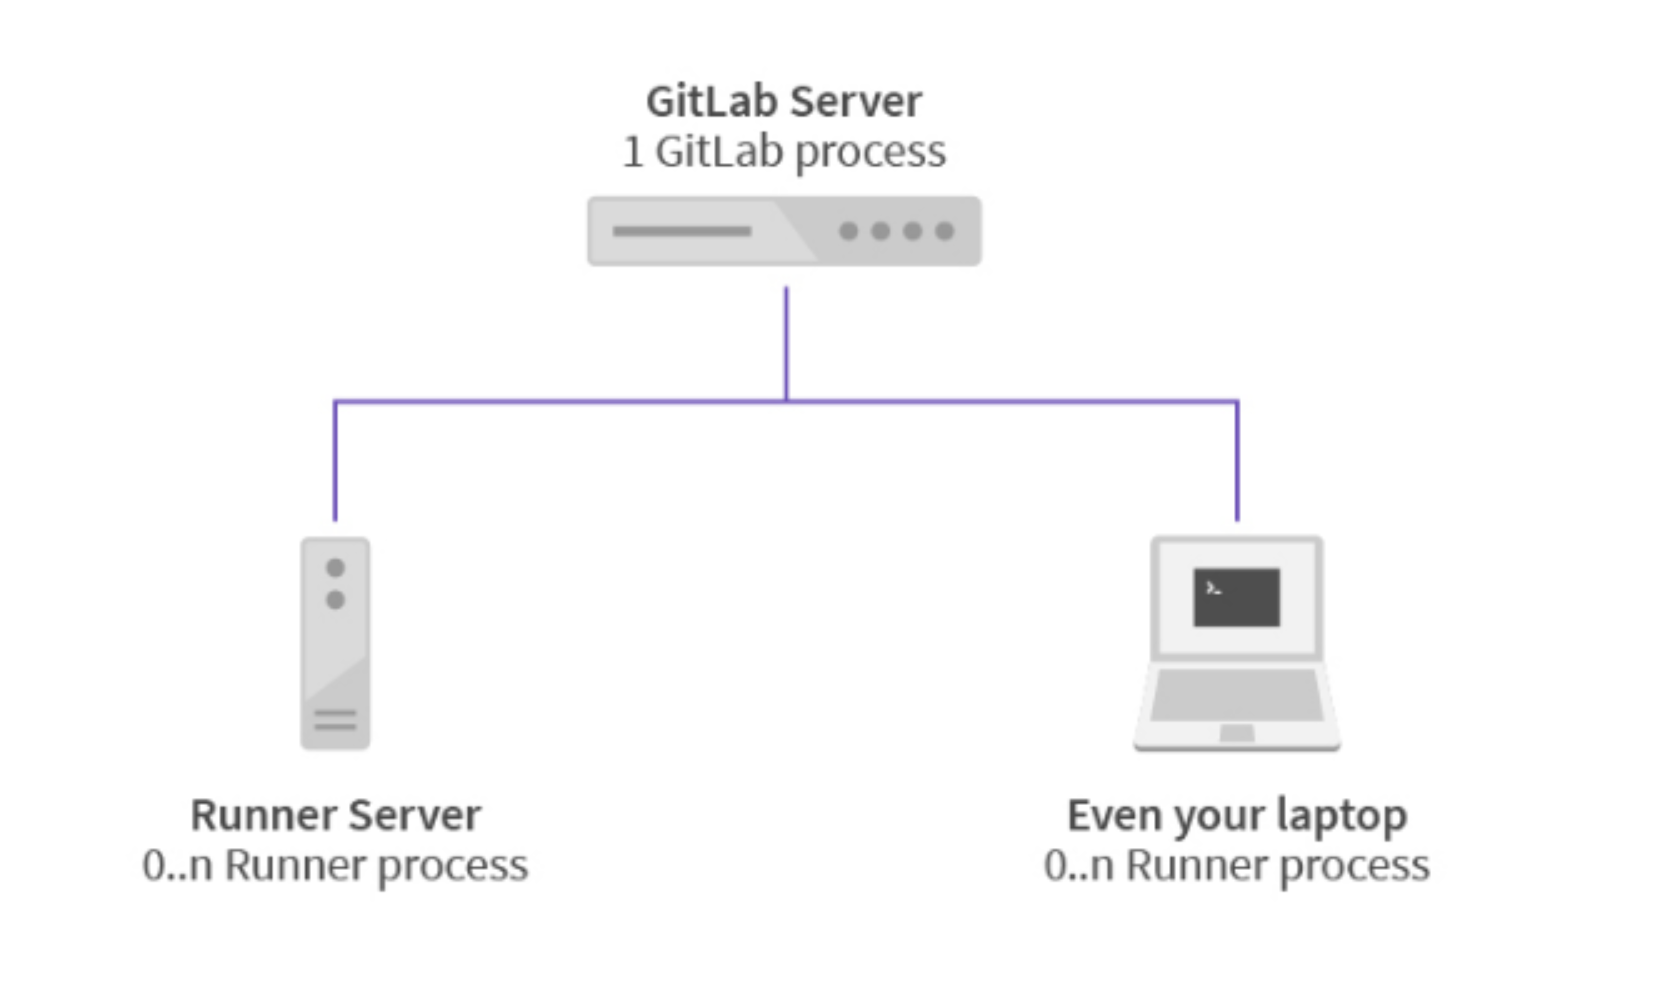 GitLab Server
1 GitLab process
>_
Runner Server
0..n Runner process
Even your laptop
0..n Runner process